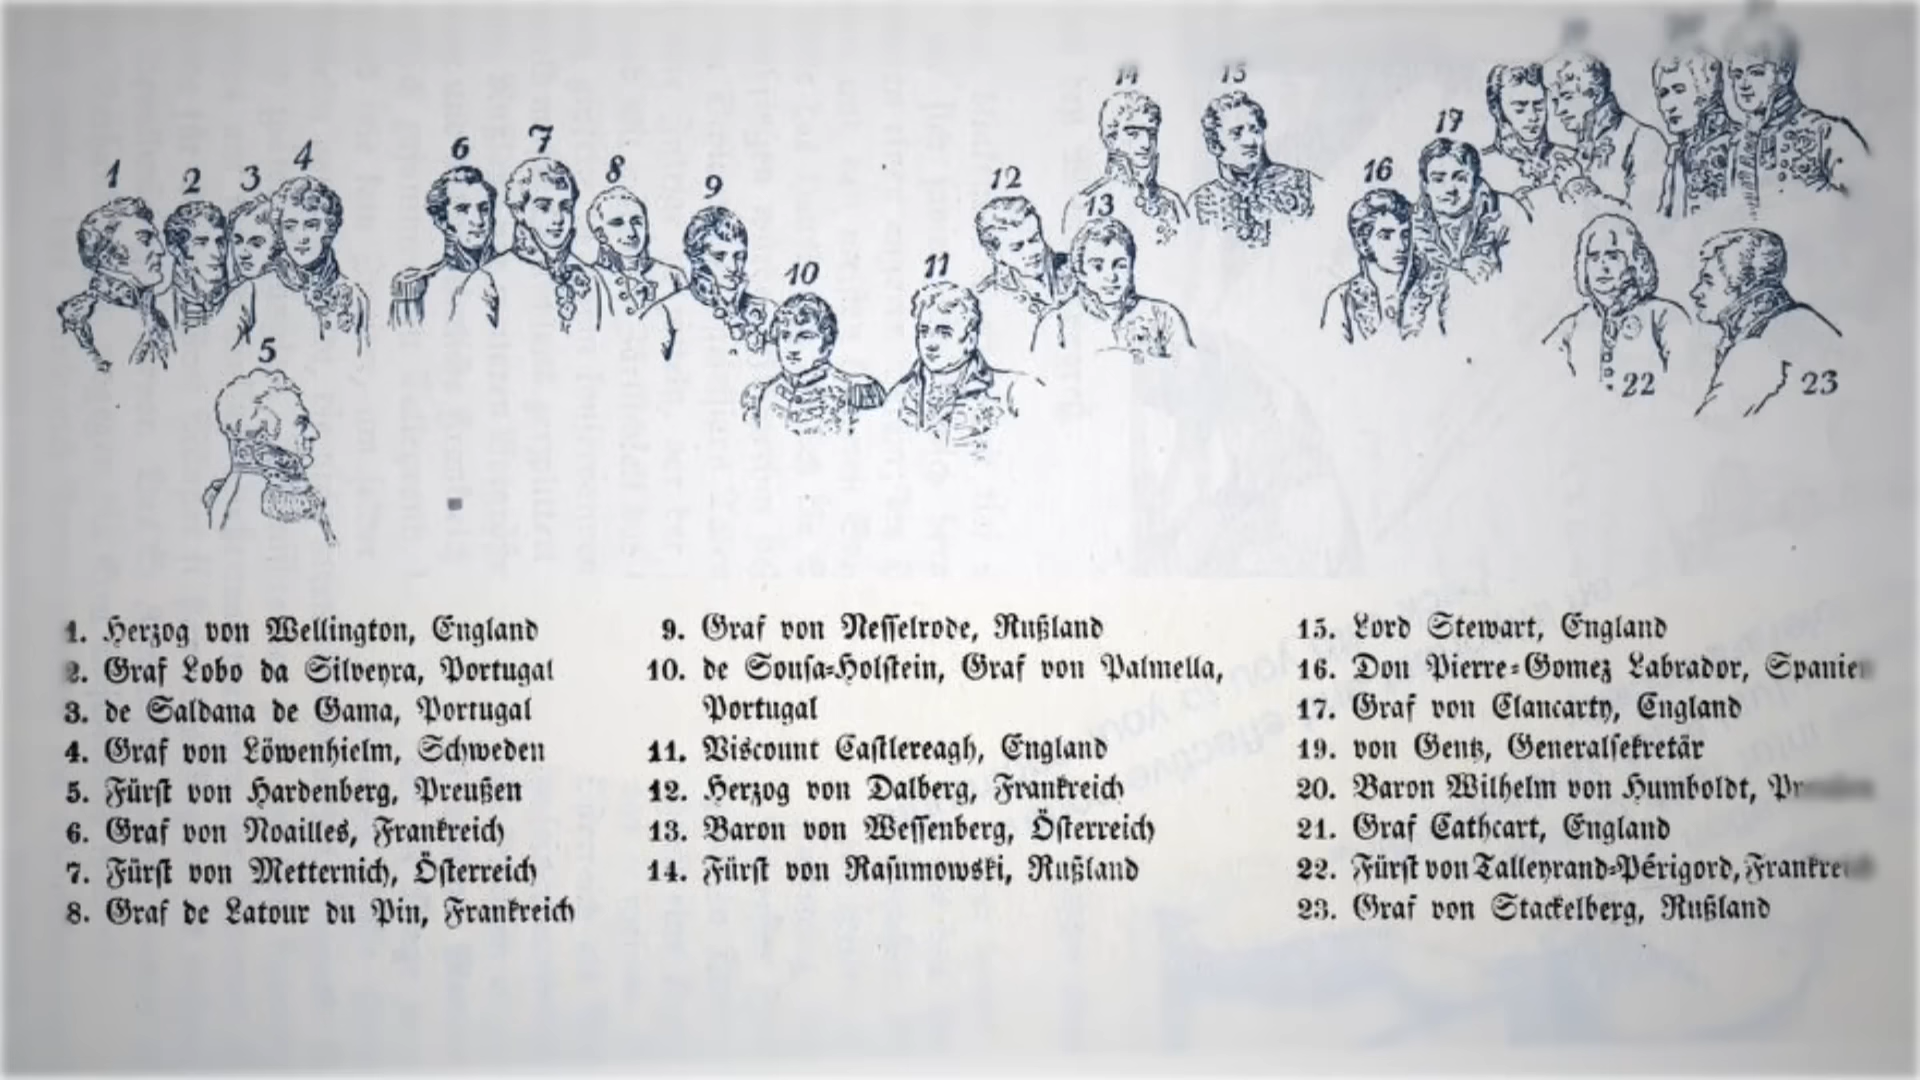 14 15
17
7
4 6
1 2 3 8 16
9 12
13
10 11
5
22 23
1. Herzog von Wellington, England
2. Graf Lobo da Silveyra, Portugal
3. de Saldana de Gama, Portugal
4. Graf von Löwenhielm, Schweden
5. Fürst von Hardenberg, Preußen
6. Graf von Noailles, Frankreich
7. Fürst von Metternich, Österreich
8. Graf de Latour du Pin, Frankreich
9. Graf von Nesselrode, Rußland
10. de Sousa-Holstein, Graf von Palmella,
Portugal
11. Viscount Castlereagh, England
12. Herzog von Dalberg, Frankreich
13. Baron von Wessenberg, Österreich
14. Fürst von Rasumowski, Rußland
15. Lord Stewart, England
16. Don Pierre-Gomez Labrador, Spanien
17. Graf von Clancarty, England
19. von Gentz, Generalsekretär
20. Baron Wilhelm von Humboldt,
21. Graf Cathcart, England
22. Fürst von Talleyrand-Périgord, Frankreich
23. Graf von Stackelberg, Rußland